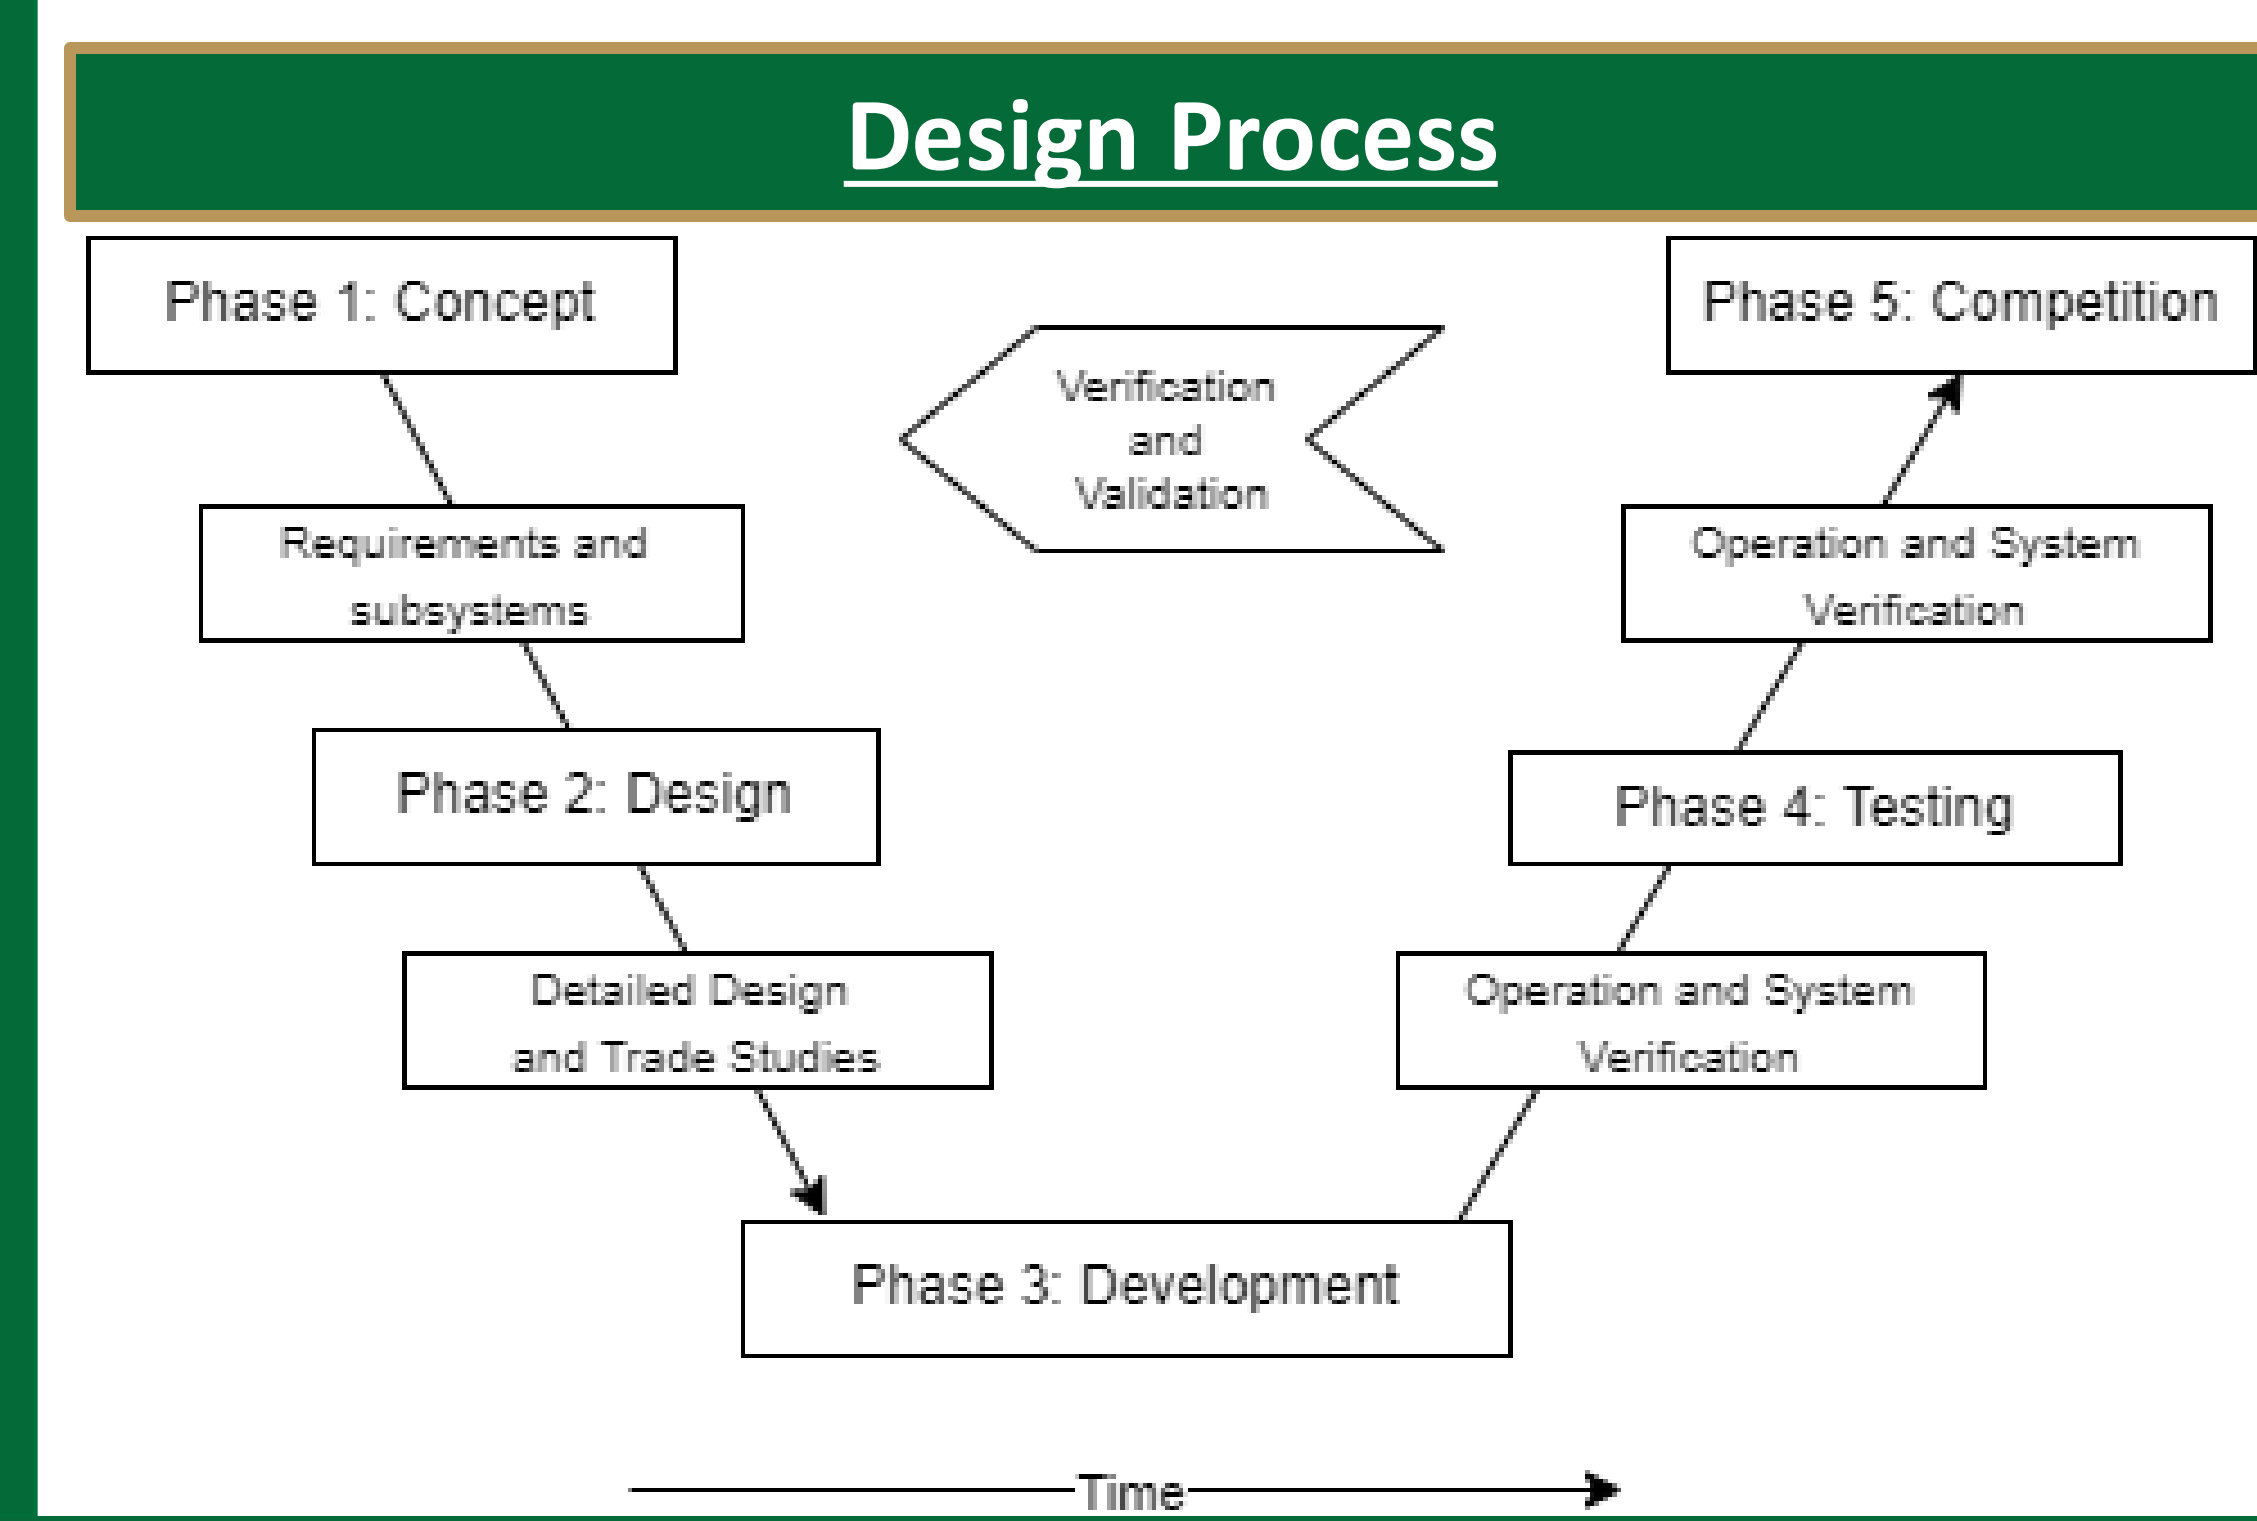 Design Process
Phase 1: Concept
Requirements and
subsystems
Phase 2: Design
Detailed Design
and Trade Studies
Phase 3: Development
Verification
and
Validation
Phase 5: Competition
Operation and System
Verification
Phase 4: Testing
Operation and System
Verification
Time